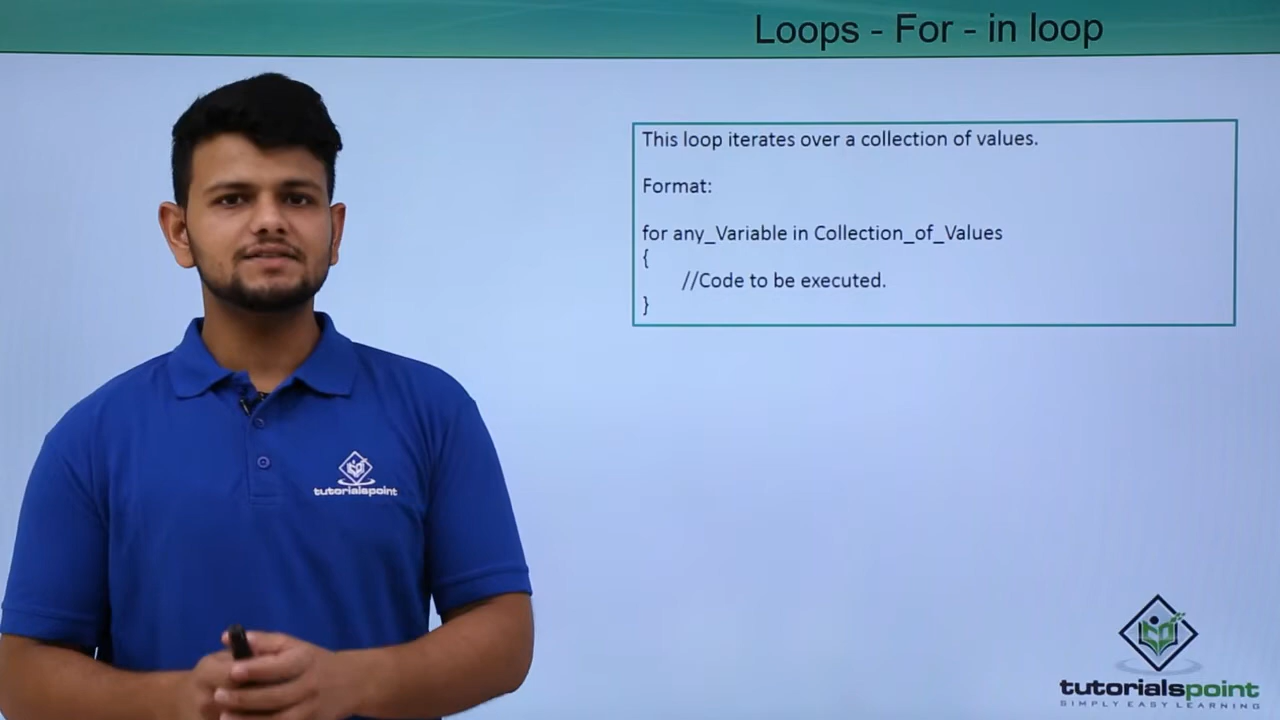 Loops - For - in loop
This loop iterates over a collection of values.
Format:
for any_Variable in Collection_of_Values
{
//Code to be executed.
}
tutorialspoint
tutorialspoint
SIMPLY EASY LEARNING